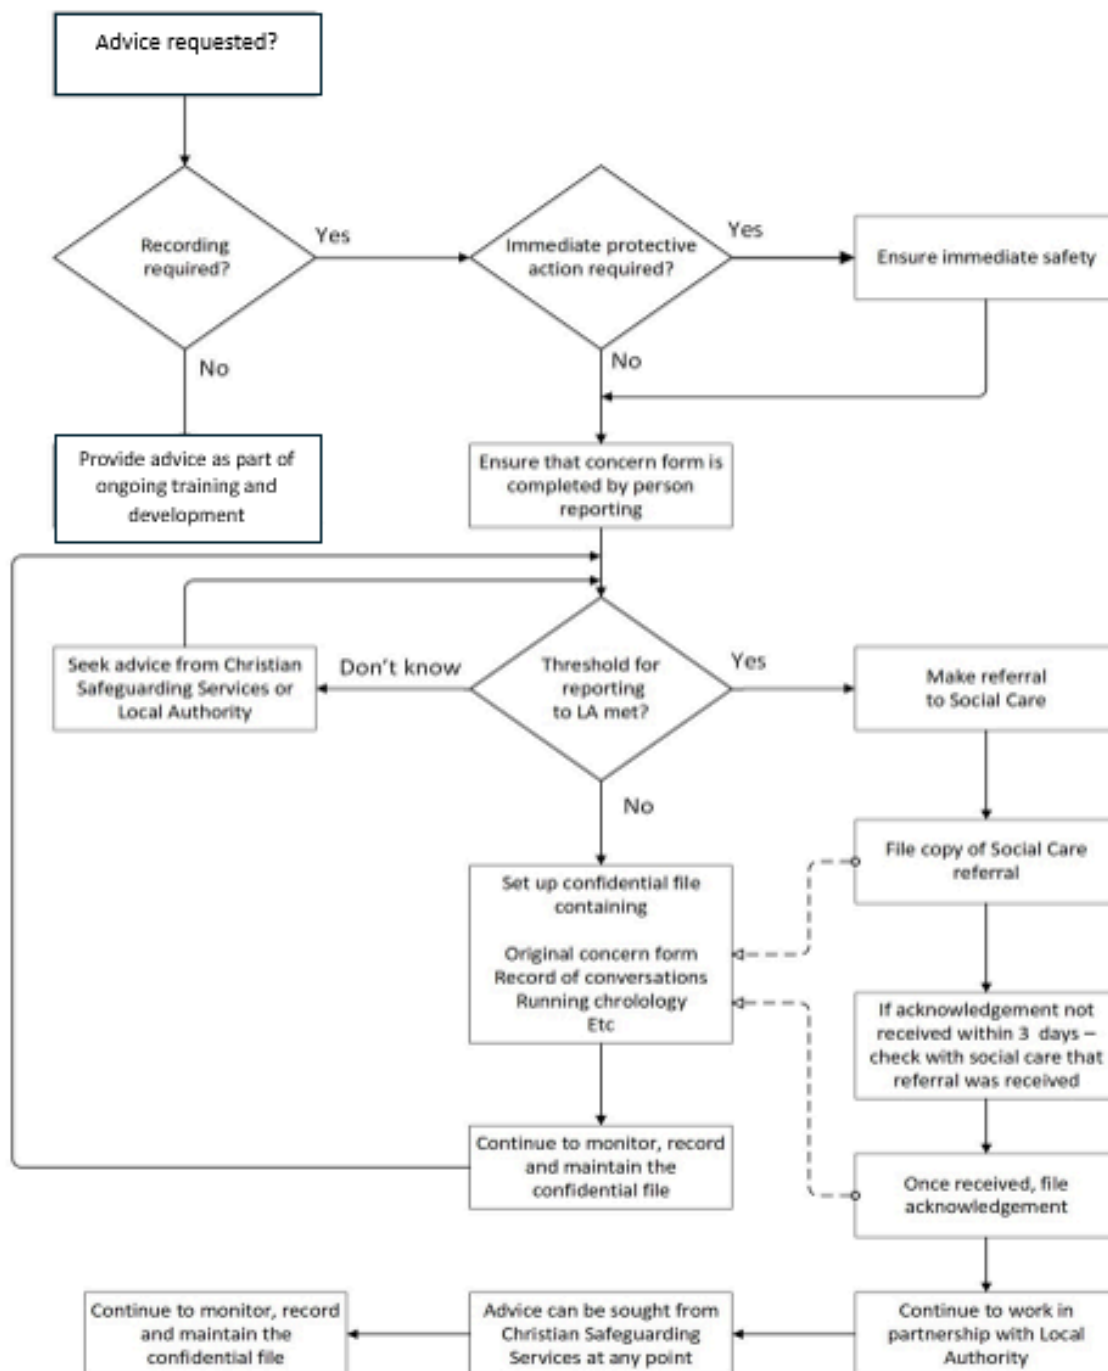 Advice requested?
Recording
required?
Yes
Immediate protective
action required?
Yes
Ensure immediate safety
No
No
Provide advice as part of
ongoing training and
development
Ensure that concern form is
completed by person
reporting
Seek advice from Christian
Safeguarding Services or
Local Authority
Don't know
Threshold for
reporting
to LA met?
Yes
Make referral
to Social Care
No
File copy of Social Care
referral
Set up confidential file
containing
Original concern form
Record of conversations
Running chrolology
Etc
If acknowledgement not
received within 3 days –
check with social care that
referral was received
Continue to monitor, record
and maintain the
confidential file
Once received, file
acknowledgement
Continue to monitor, record
and maintain the
confidential file
Advice can be sought from
Christian Safeguarding
Services at any point
Continue to work in
partnership with Local
Authority